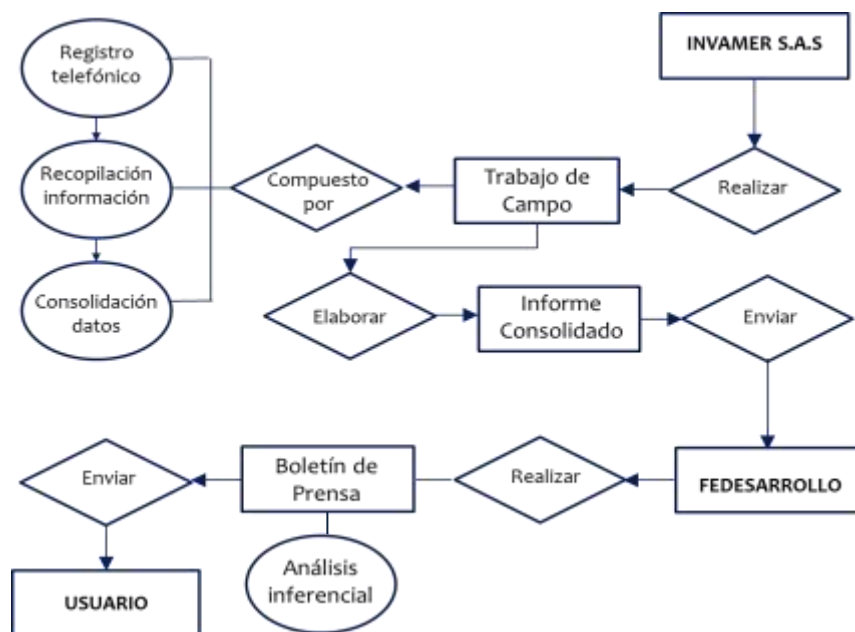 Registro
telefónico
INVAMER S.A.S
Recopilación
información
Compuesto
por
Trabajo de
Campo
Realizar
Consolidación
datos
Elaborar
Informe
Consolidado
Enviar
Enviar
Boletín de
Prensa
Realizar
FEDESARROLLO
USUARIO
Análisis
inferencial